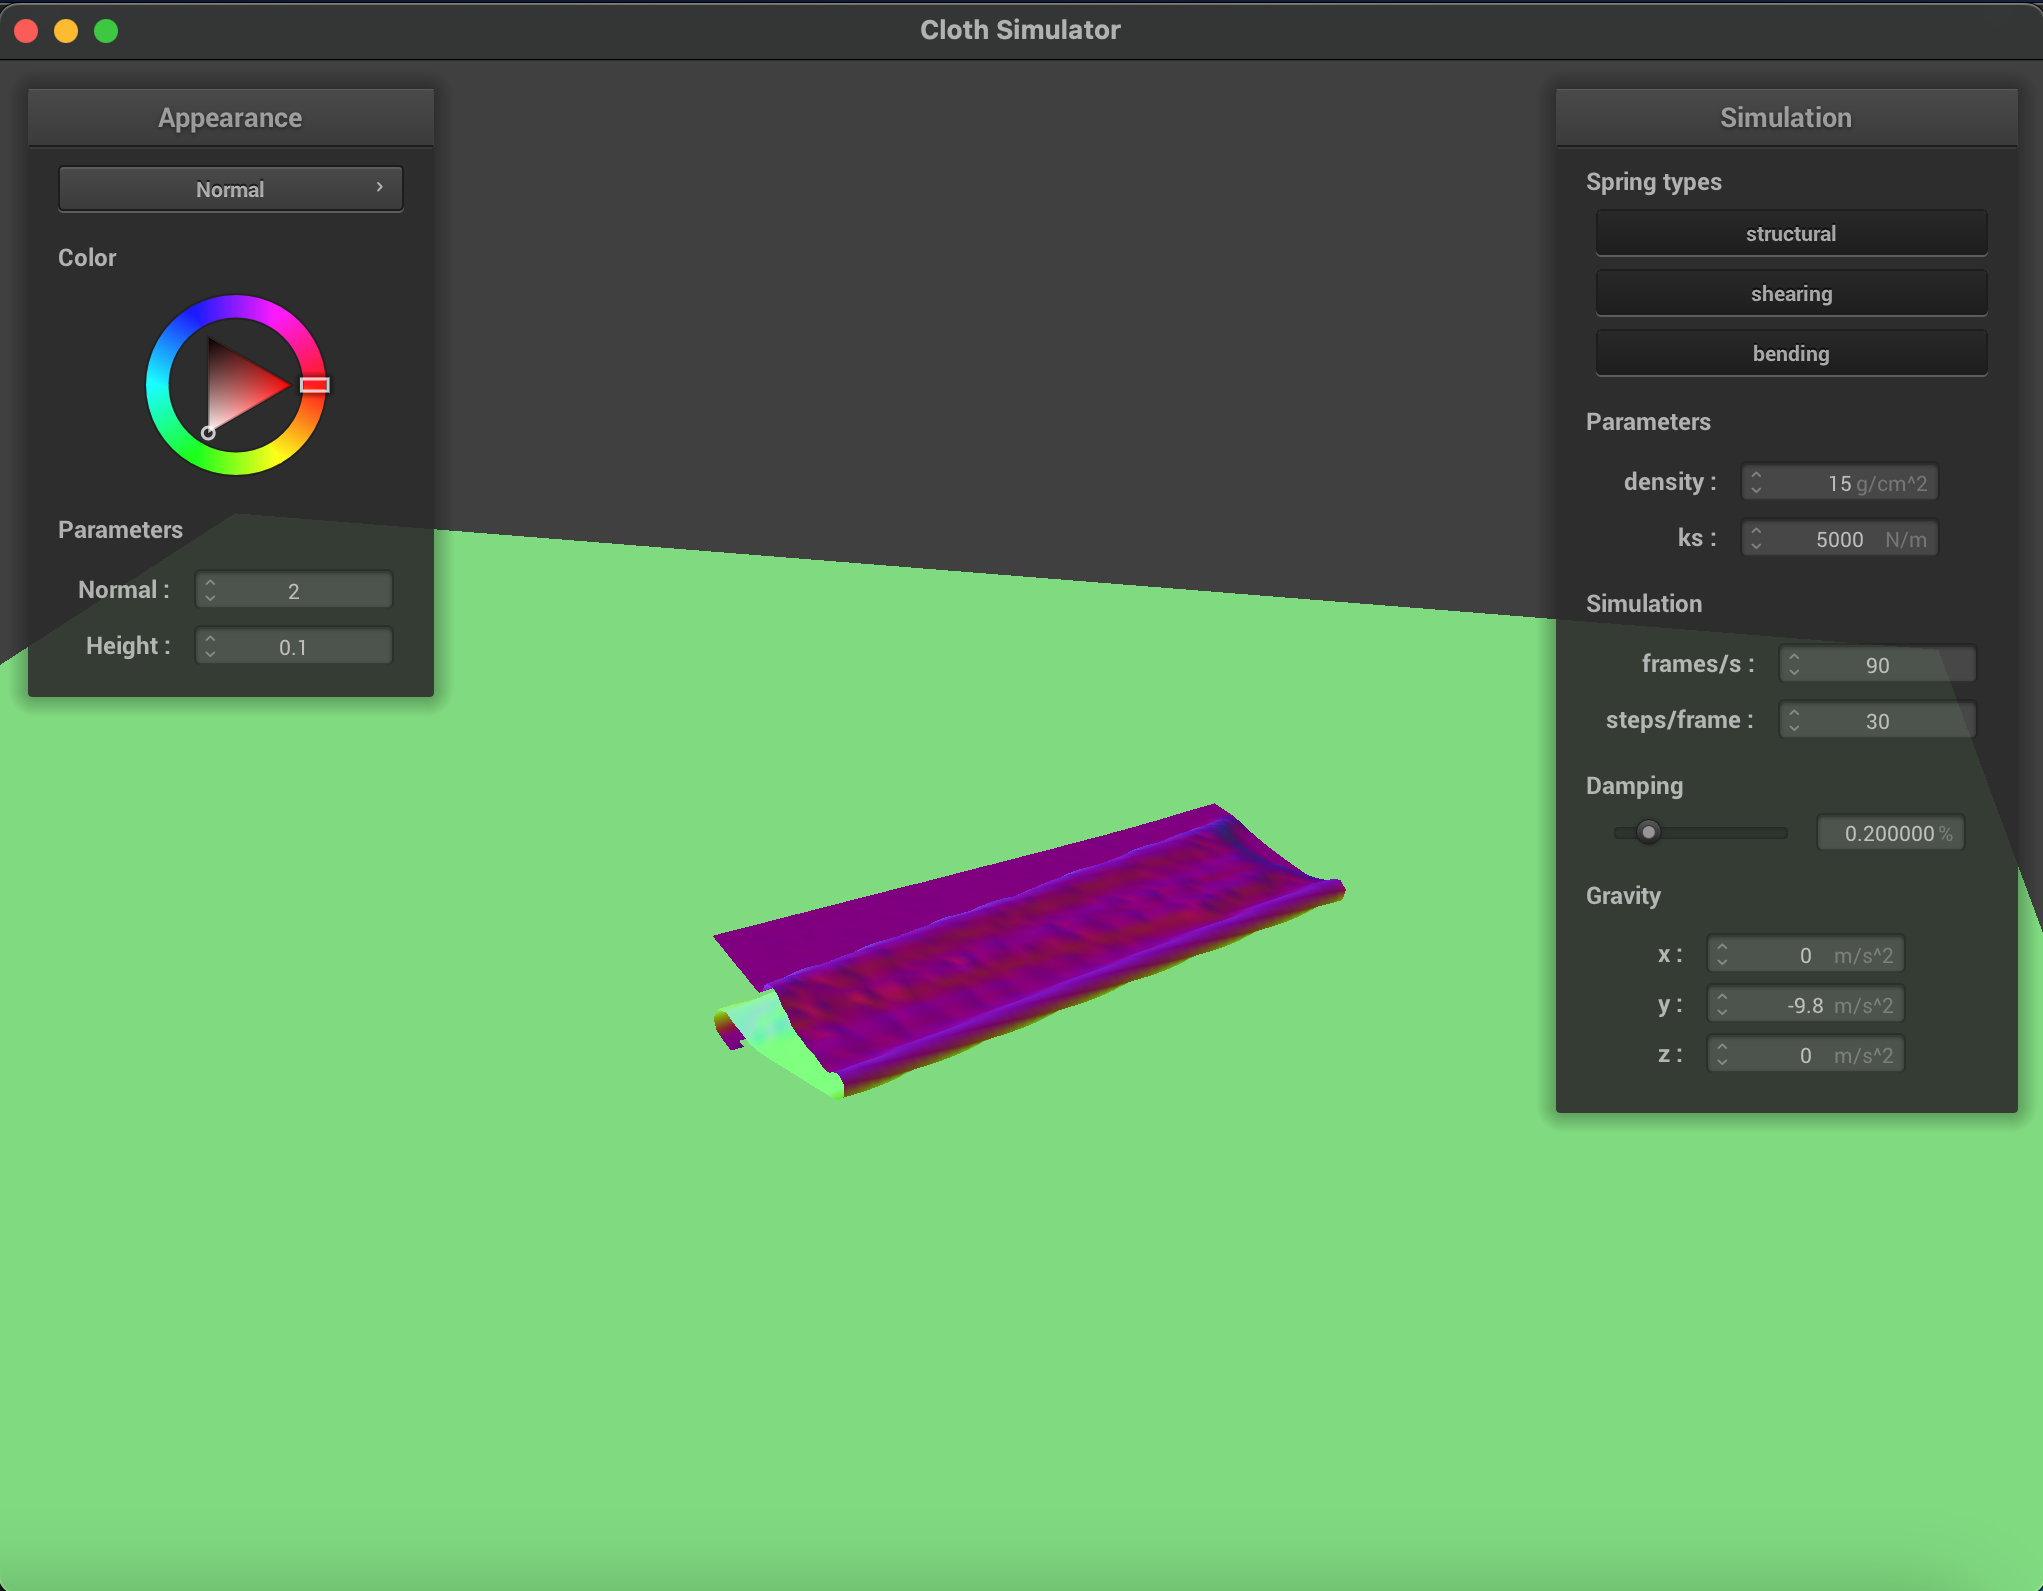 Cloth Simulator
Appearance
Normal
Color
Parameters
Normal : 2
Height : 0.1
Simulation
Spring types
structural
shearing
bending
Parameters
density : 15 g/cm^2
ks : 5000 N/m
Simulation
frames/s : 90
steps/frame : 30
Damping
0.200000 %
Gravity
x : 0 m/s^2
y : -9.8 m/s^2
z : 0 m/s^2